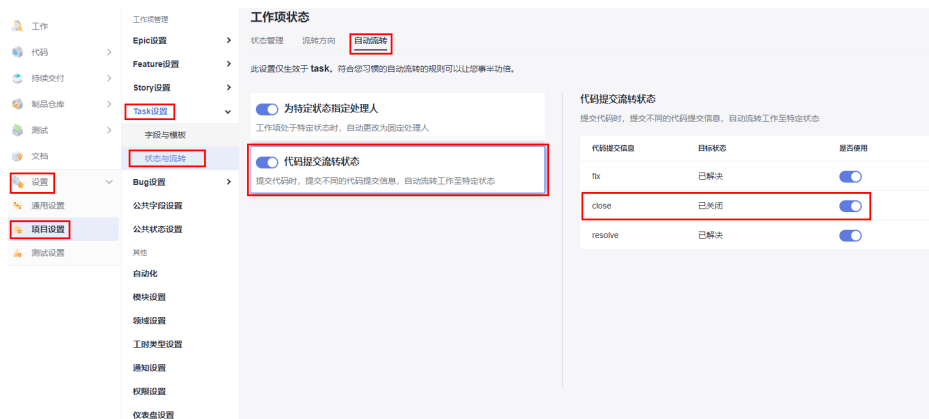 工作
代码
持续交付
制品仓库
测试
文档
设置
通用设置
项目设置
测试设置
工作项管理
Epic设置
Feature设置
Story设置
Task设置
字段与模板
状态与流转
Bug设置
公共字段设置
公共状态设置
其他
自动化
模块设置
领域设置
工时类型设置
通知设置
权限设置
仪表盘设置
工作项状态
状态管理 流转方向 自动流转
此设置仅生效于 task，符合您习惯的自动流转的规则可以让您事半功倍。
为特定状态指定处理人
工作项处于特定状态时，自动更改为固定处理人
代码提交流转状态
提交代码时，提交不同的代码提交信息，自动流转工作至特定状态
代码提交流转状态
提交代码时，提交不同的代码提交信息，自动流转工作至特定状态
代码提交信息 目标状态 是否使用
fix 已解决
close 已关闭
resolve 已解决